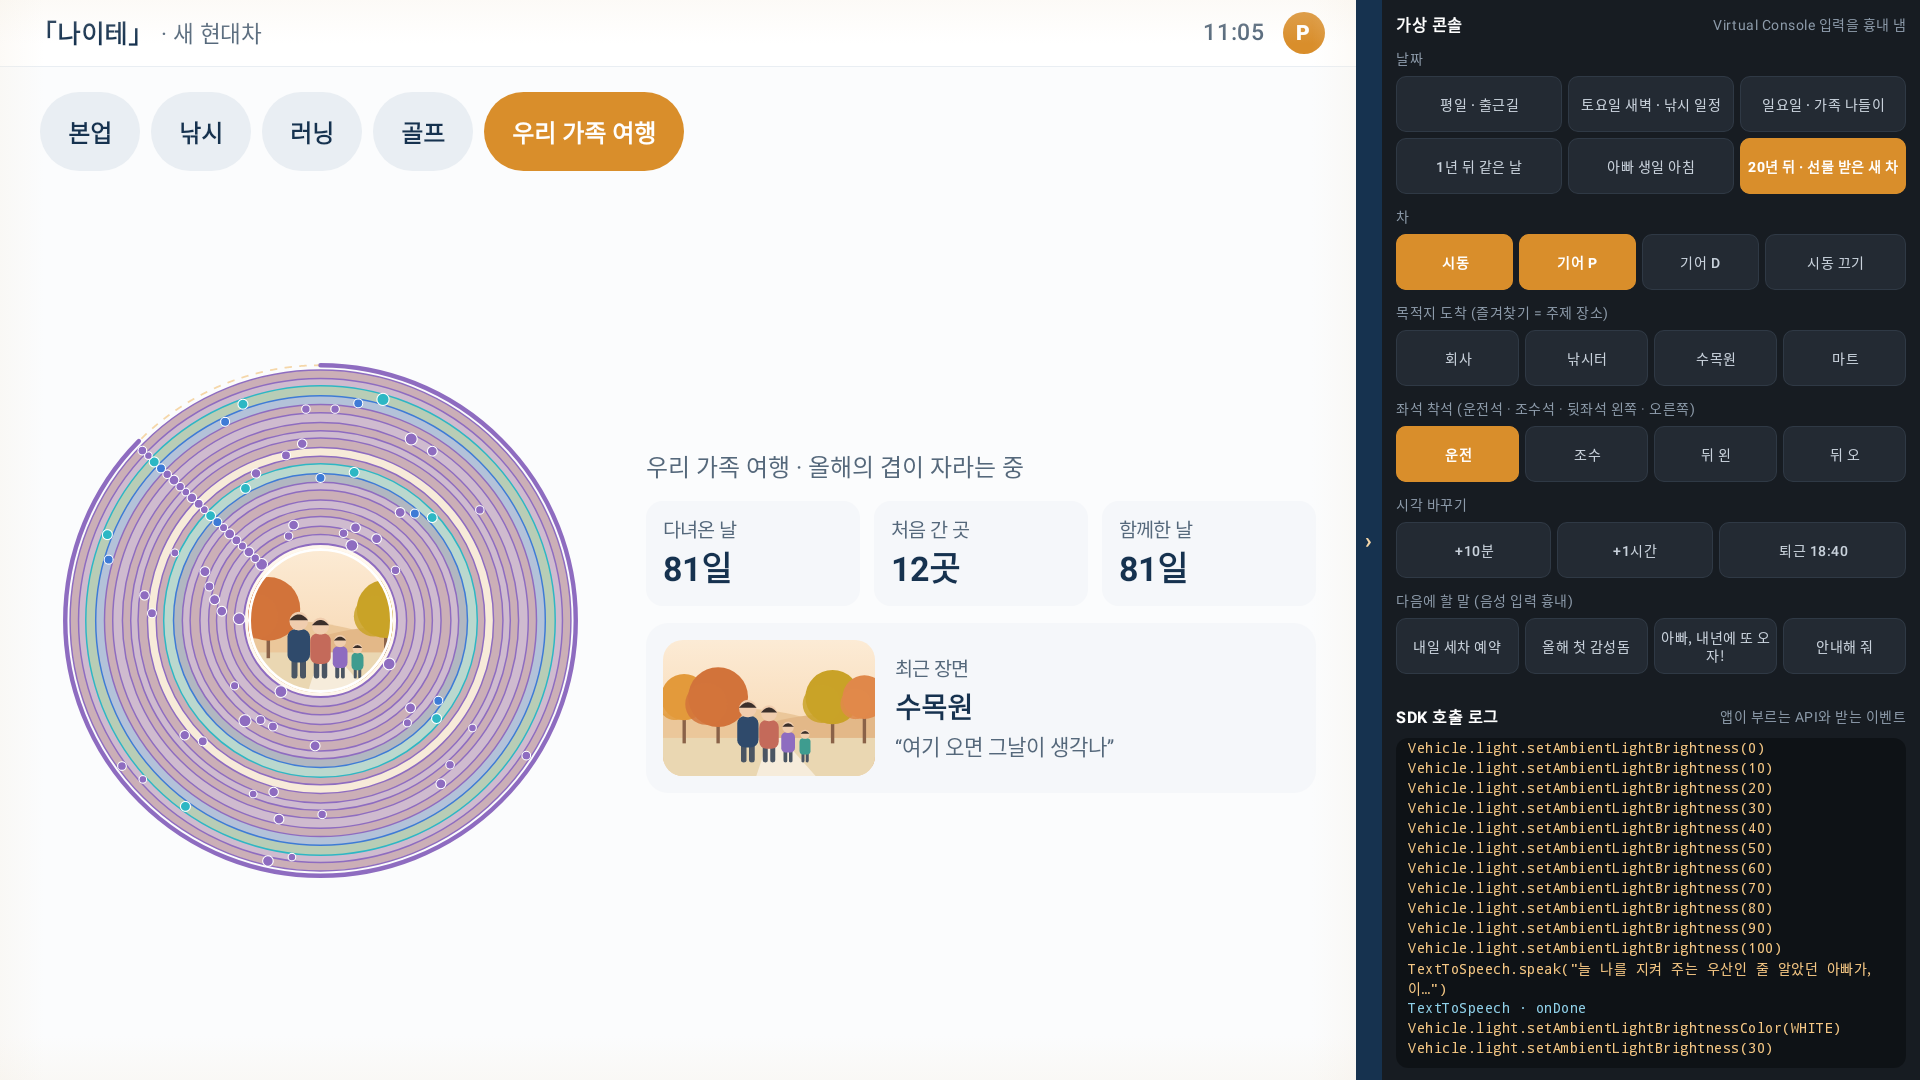 「나이테」 · 새 현대차
11:05
P
본업
낚시
러닝
골프
우리 가족 여행
우리 가족 여행 · 올해의 겹이 자라는 중
다녀온 날
81일
처음 간 곳
12곳
함께한 날
81일
최근 장면
수목원
“여기 오면 그날이 생각나”
›
가상 콘솔
Virtual Console 입력을 흉내 냄
날짜
평일 · 출근길
토요일 새벽 · 낚시 일정
일요일 · 가족 나들이
1년 뒤 같은 날
아빠 생일 아침
20년 뒤 · 선물 받은 새 차
차
시동
기어 P
기어 D
시동 끄기
목적지 도착 (즐겨찾기 = 주제 장소)
회사
낚시터
수목원
마트
좌석 착석 (운전석 · 조수석 · 뒷좌석 왼쪽 · 오른쪽)
운전
조수
뒤 왼
뒤 오
시각 바꾸기
+10분
+1시간
퇴근 18:40
다음에 할 말 (음성 입력 흉내)
내일 세차 예약
올해 첫 감성돔
아빠, 내년에 또 오
자!
안내해 줘
SDK 호출 로그
앱이 부르는 API와 받는 이벤트
Vehicle.light.setAmbientLightBrightness(0)
Vehicle.light.setAmbientLightBrightness(10)
Vehicle.light.setAmbientLightBrightness(20)
Vehicle.light.setAmbientLightBrightness(30)
Vehicle.light.setAmbientLightBrightness(40)
Vehicle.light.setAmbientLightBrightness(50)
Vehicle.light.setAmbientLightBrightness(60)
Vehicle.light.setAmbientLightBrightness(70)
Vehicle.light.setAmbientLightBrightness(80)
Vehicle.light.setAmbientLightBrightness(90)
Vehicle.light.setAmbientLightBrightness(100)
TextToSpeech.speak("늘 나를 지켜 주는 우산인 줄 알았던 아빠가,
이…")
TextToSpeech · onDone
Vehicle.light.setAmbientLightBrightnessColor(WHITE)
Vehicle.light.setAmbientLightBrightness(30)